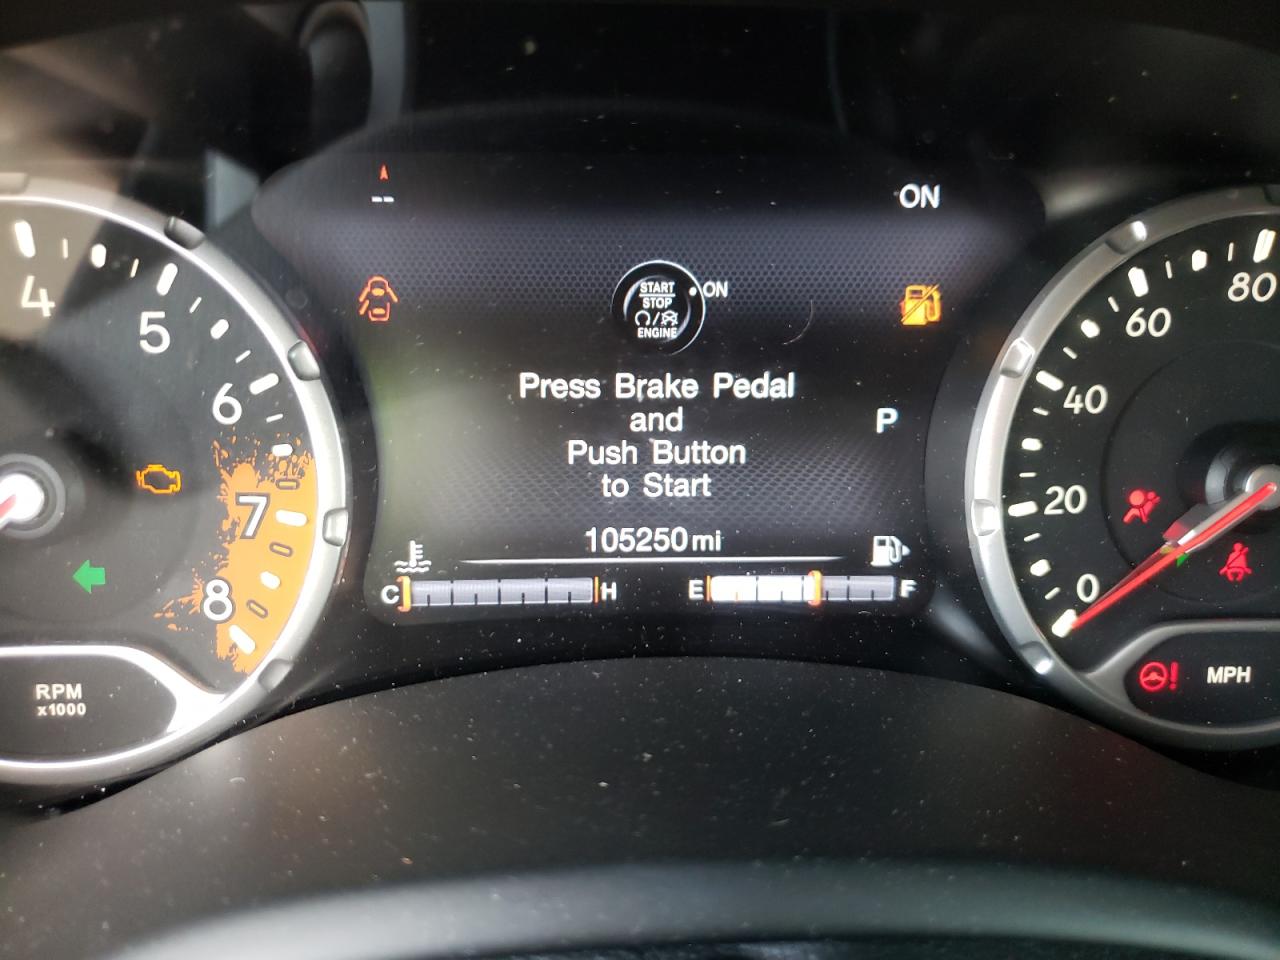 --
ON
START
STOP
ENGINE
ON
Press Brake Pedal
and
Push Button
to Start
P
105250mi
C
H
E
F
4
5
6
7
8
RPM
x1000
0
20
40
60
80
!
MPH